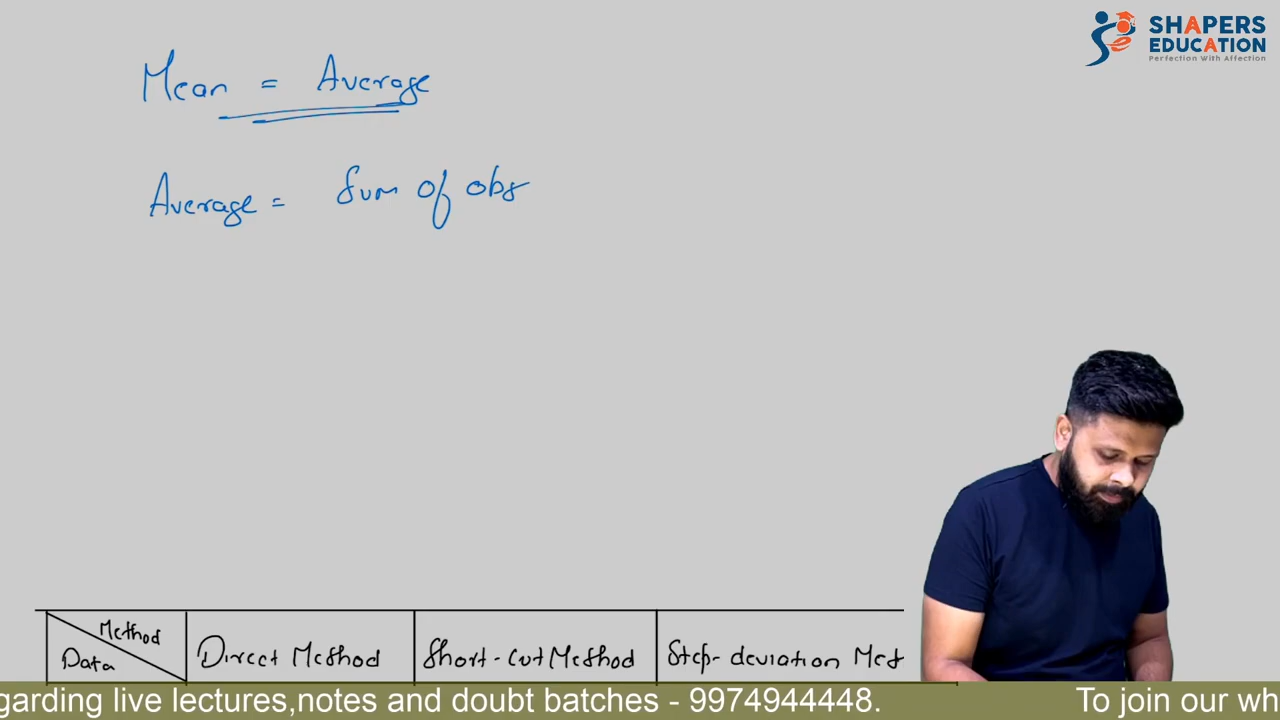 SHAPERS
EDUCATION
Perfection With Affection
Mean = Average
Average = Sum of obs
Method
Data
Direct Method
Short-cut Method
Step-deviation Met
garding live lectures,notes and doubt batches - 9974944448.
To join our wh